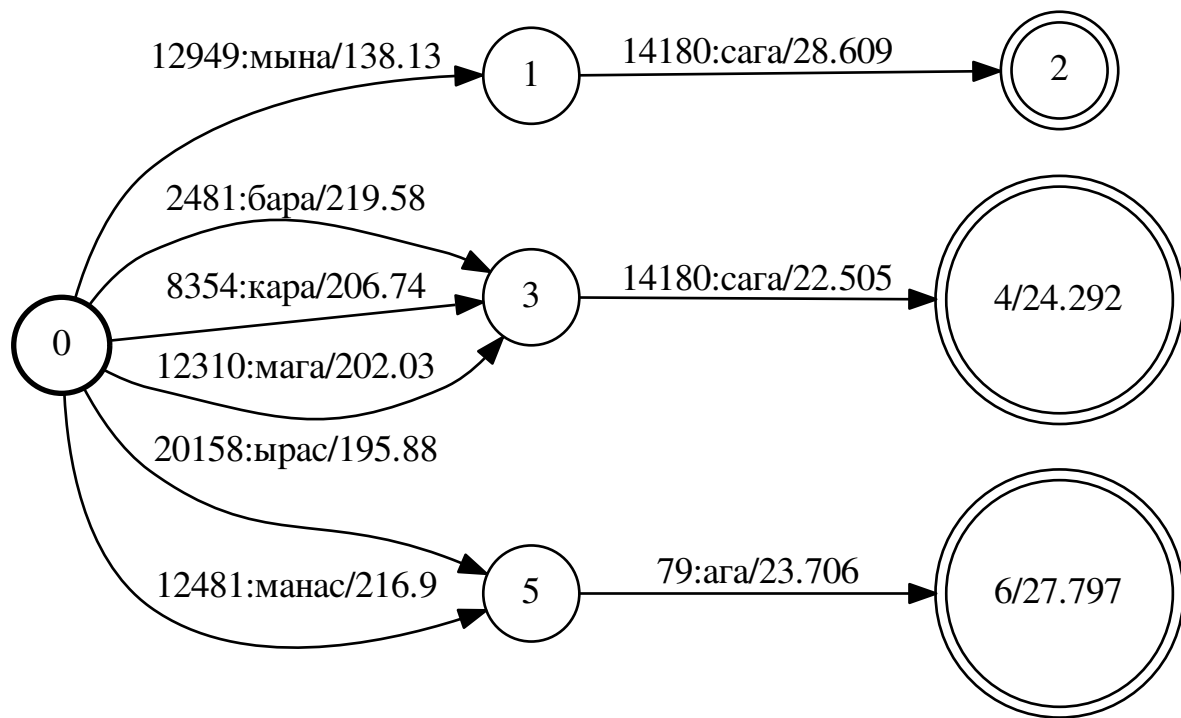 12949:мына/138.13
1
14180:сага/28.609
2
2481:бара/219.58
8354:кара/206.74
3
14180:сага/22.505
4/24.292
0
12310:мага/202.03
20158:ырас/195.88
12481:манас/216.9
5
79:ага/23.706
6/27.797